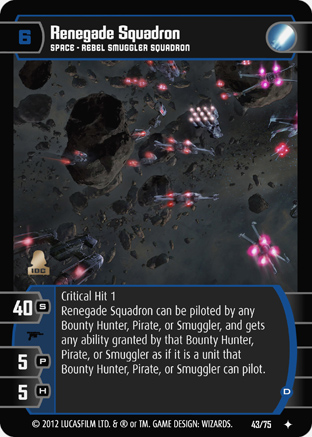 6
Renegade Squadron
SPACE - REBEL SMUGGLER SQUADRON
IDC
40 S
Critical Hit 1
Renegade Squadron can be piloted by any
Bounty Hunter, Pirate, or Smuggler, and gets
any ability granted by that Bounty Hunter,
Pirate, or Smuggler as if it is a unit that
Bounty Hunter, Pirate, or Smuggler can pilot.
5 P
5 H
D
© 2012 LUCASFILM LTD. & ® or TM. GAME DESIGN: WIZARDS.
43/75